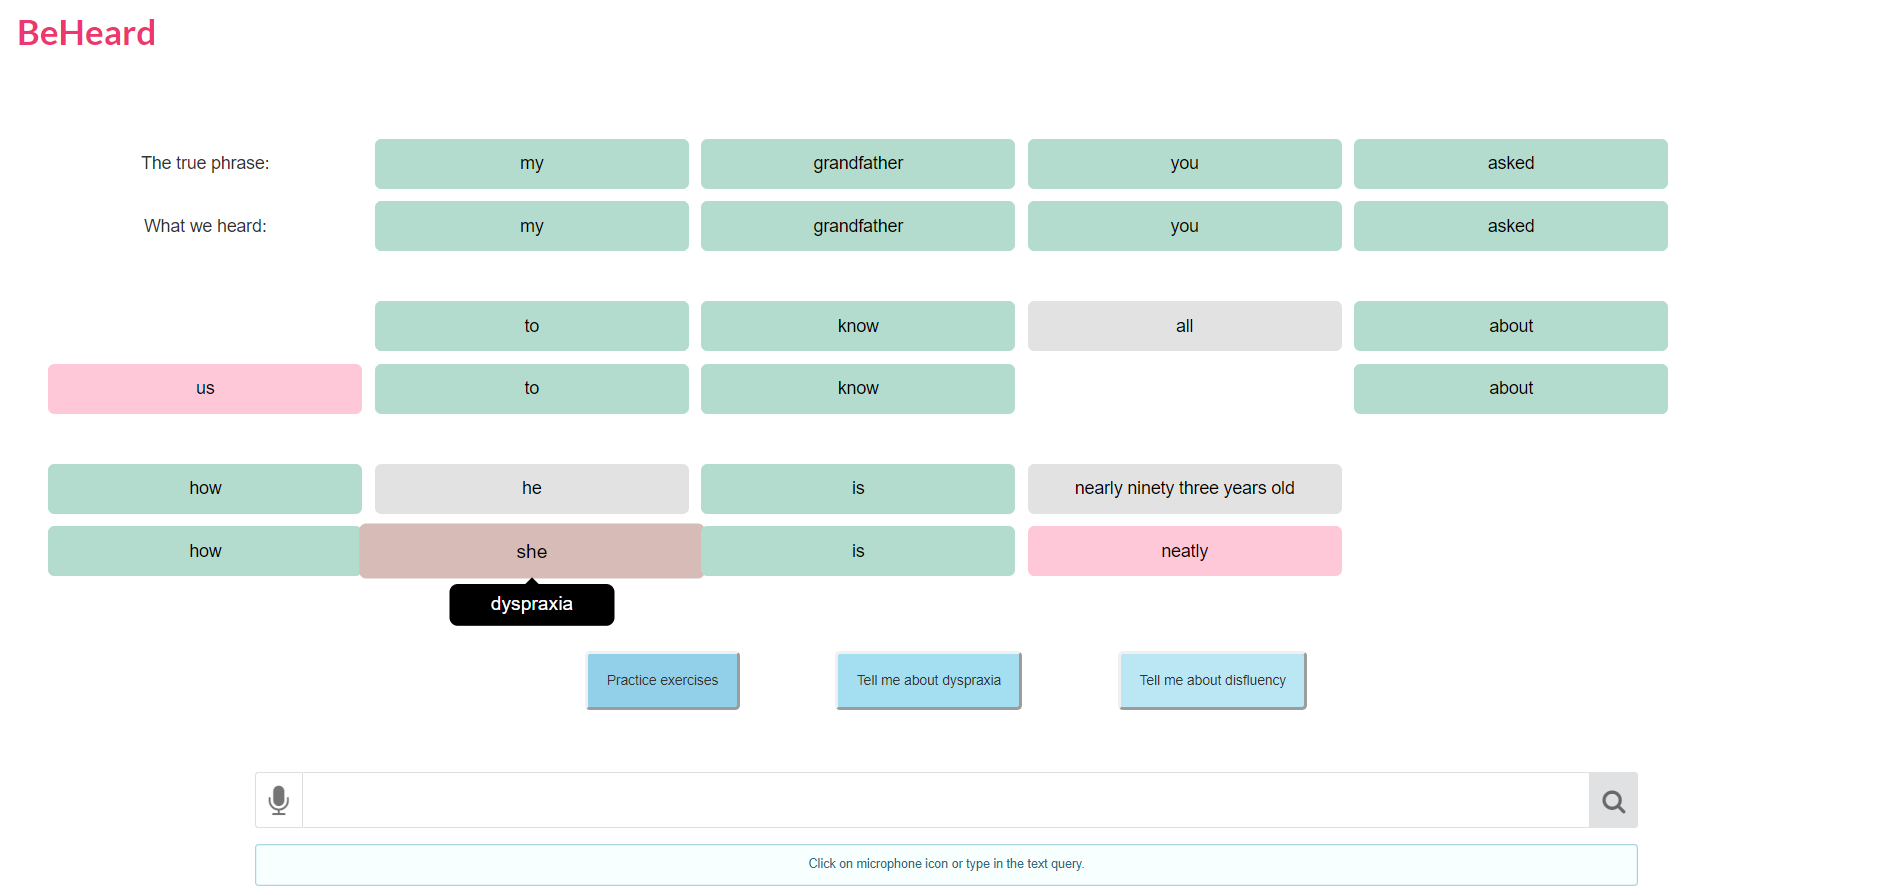 BeHeard
The true phrase: my grandfather you asked
What we heard: my grandfather you asked
to know all about
us to know about
how he is nearly ninety three years old
how she is neatly
dyspraxia
Practice exercises Tell me about dyspraxia Tell me about disfluency
Click on microphone icon or type in the text query.